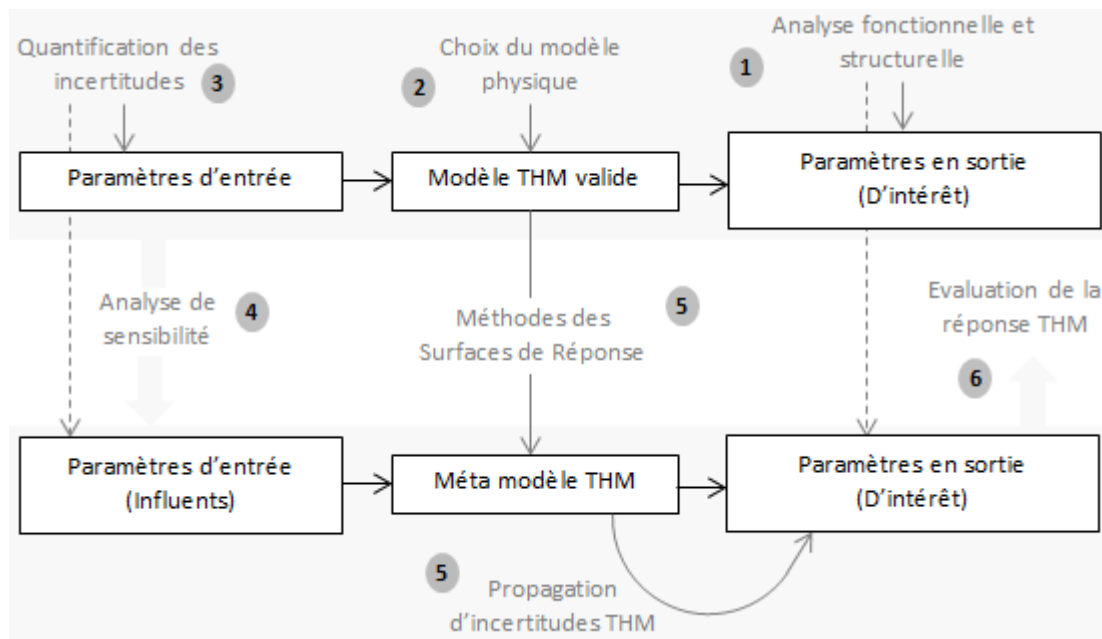 Quantification des
incertitudes
3
Choix du modèle
physique
2
Analyse fonctionnelle et
structurelle
1
Paramètres d'entrée
Modèle THM valide
Paramètres en sortie
(D'intérêt)
Analyse de
sensibilité
4
Méthodes des
Surfaces de Réponse
5
Evaluation de la
réponse THM
6
Paramètres d'entrée
(Influents)
Méta modèle THM
Paramètres en sortie
(D'intérêt)
5
Propagation
d'incertitudes THM